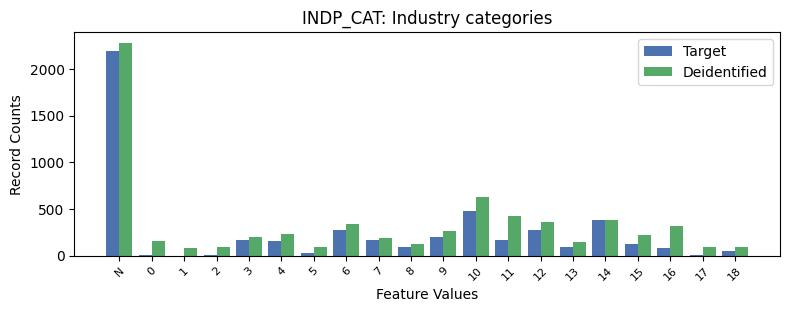 INDP_CAT: Industry categories
Target
Deidentified
Record Counts
2000
1500
1000
500
0
N 0 1 2 3 4 5 6 7 8 9 10 11 12 13 14 15 16 17 18
Feature Values